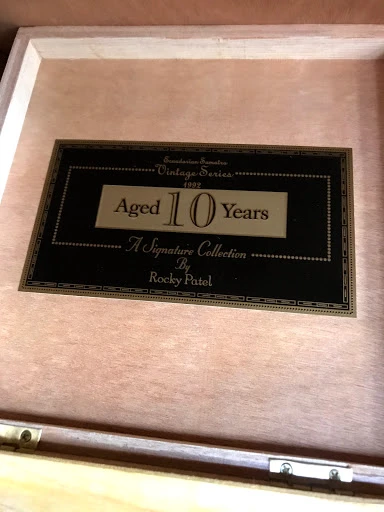 Ecuadorian Sumatra
Vintage Series
1992
Aged 10 Years
A Signature Collection
By
Rocky Patel